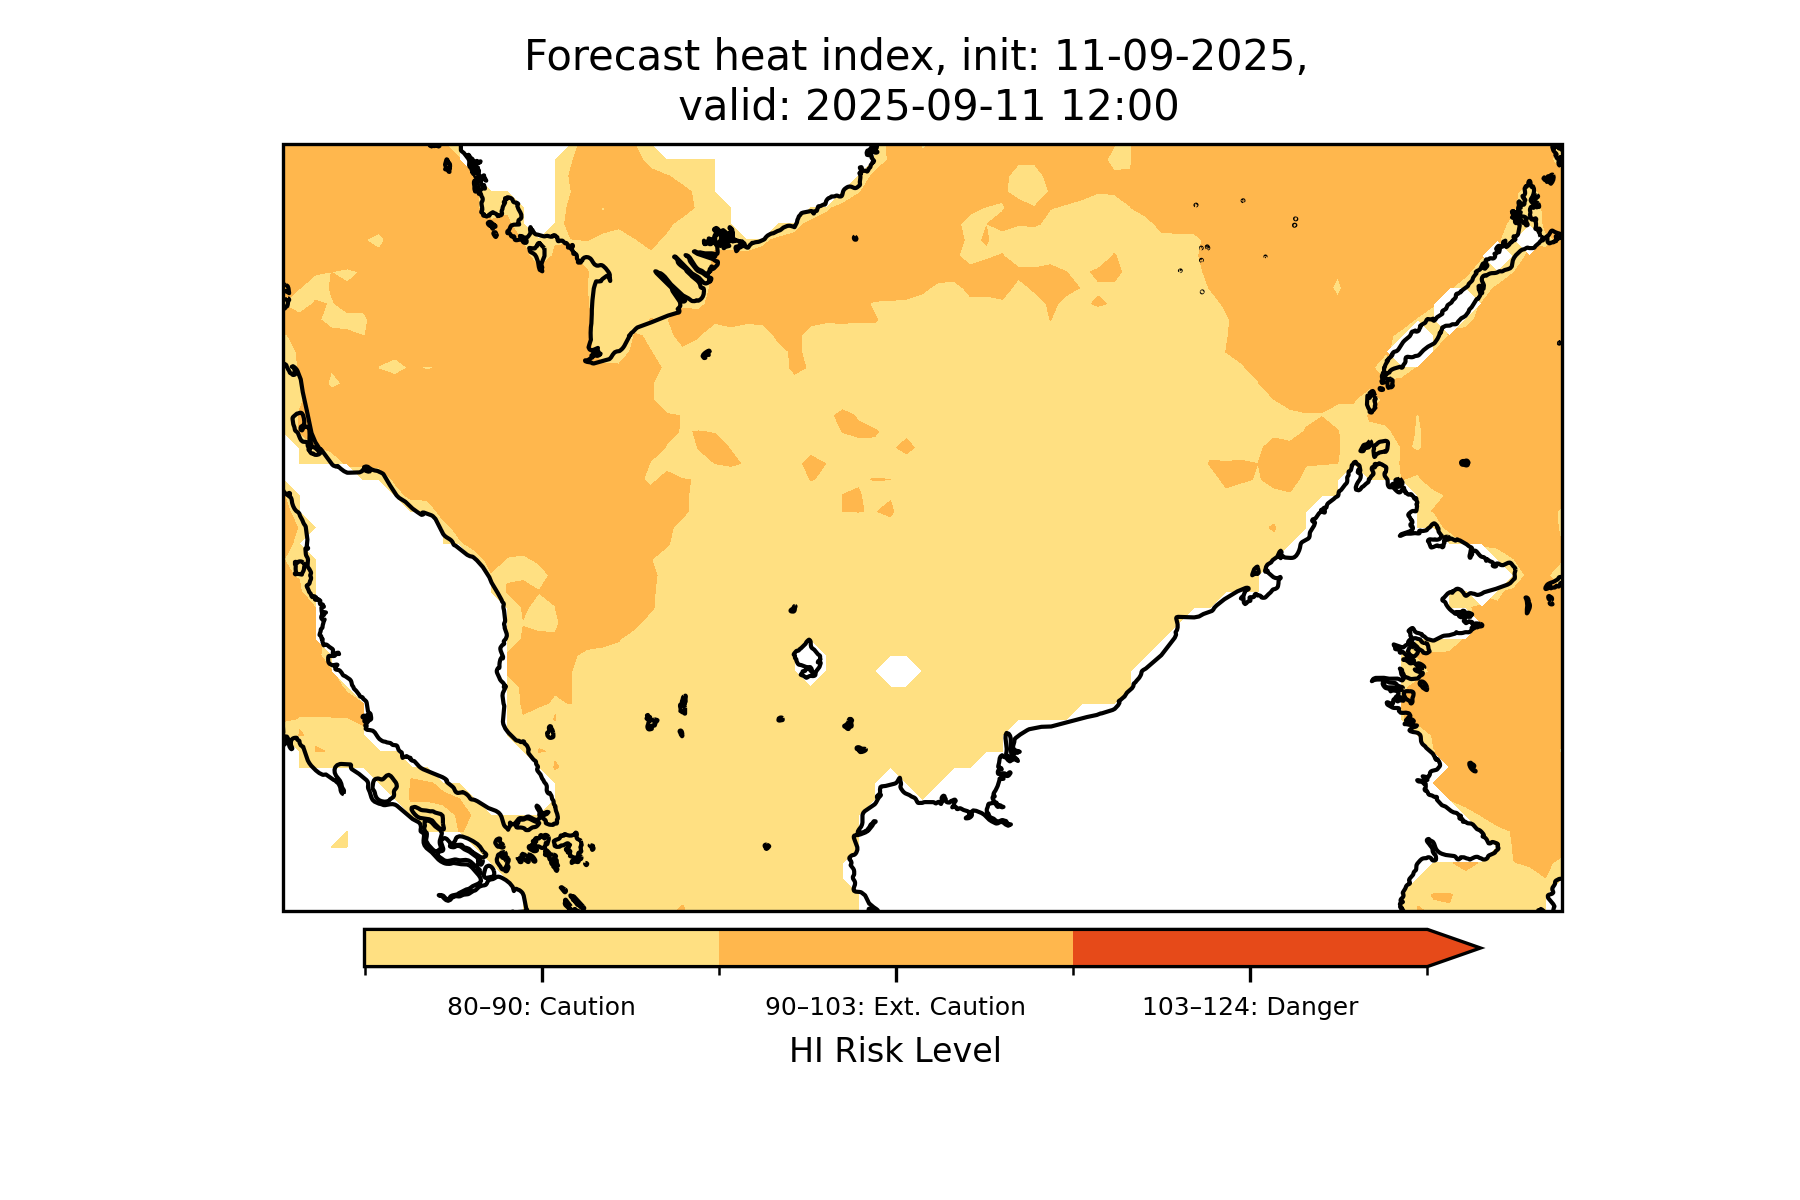 Forecast heat index, init: 11-09-2025,
valid: 2025-09-11 12:00
80–90: Caution
90–103: Ext. Caution
103–124: Danger
HI Risk Level